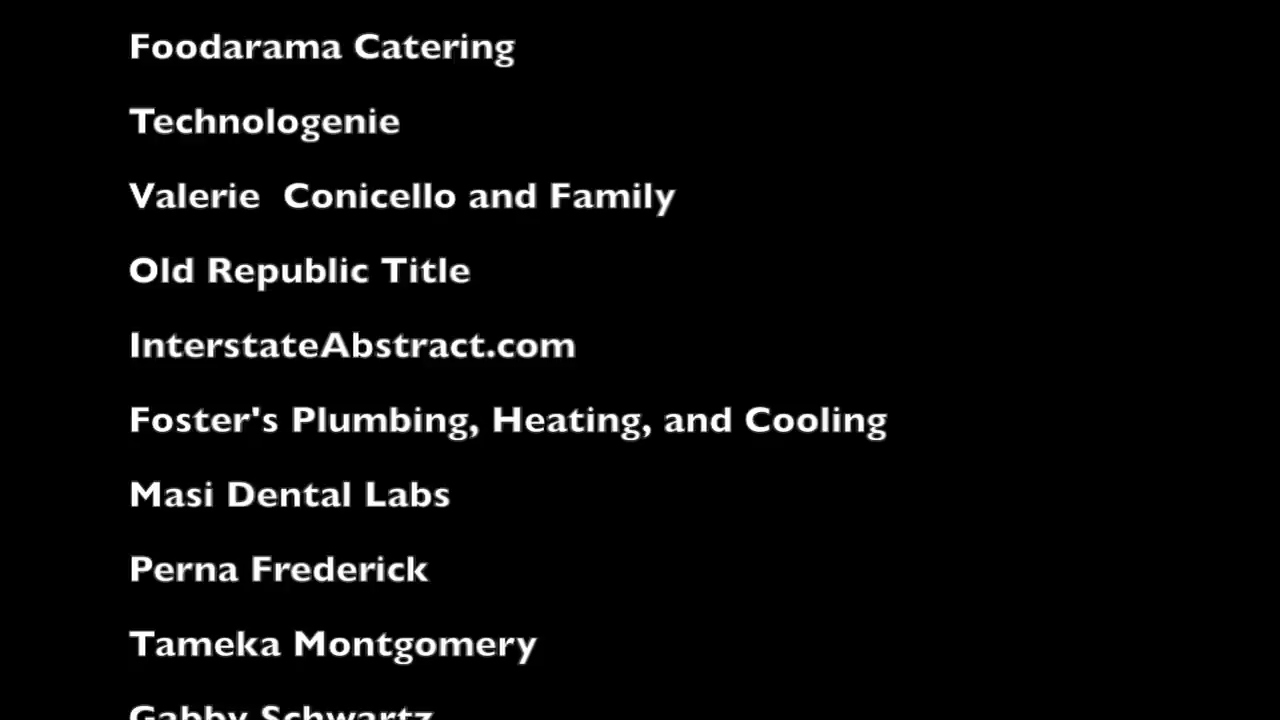 Foodarama Catering
Technologenie
Valerie  Conicello and Family
Old Republic Title
InterstateAbstract.com
Foster's Plumbing, Heating, and Cooling
Masi Dental Labs
Perna Frederick
Tameka Montgomery
Gabby Schwartz